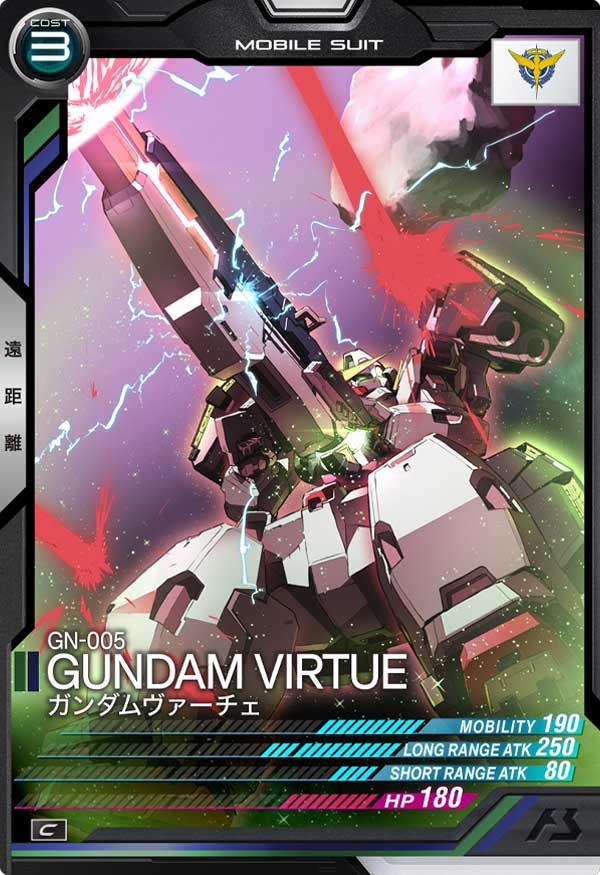 COST
3
MOBILE SUIT
遠距離
GN-005
GUNDAM VIRTUE
ガンダムヴァーチェ
MOBILITY 190
LONG RANGE ATK 250
SHORT RANGE ATK 80
HP 180
C